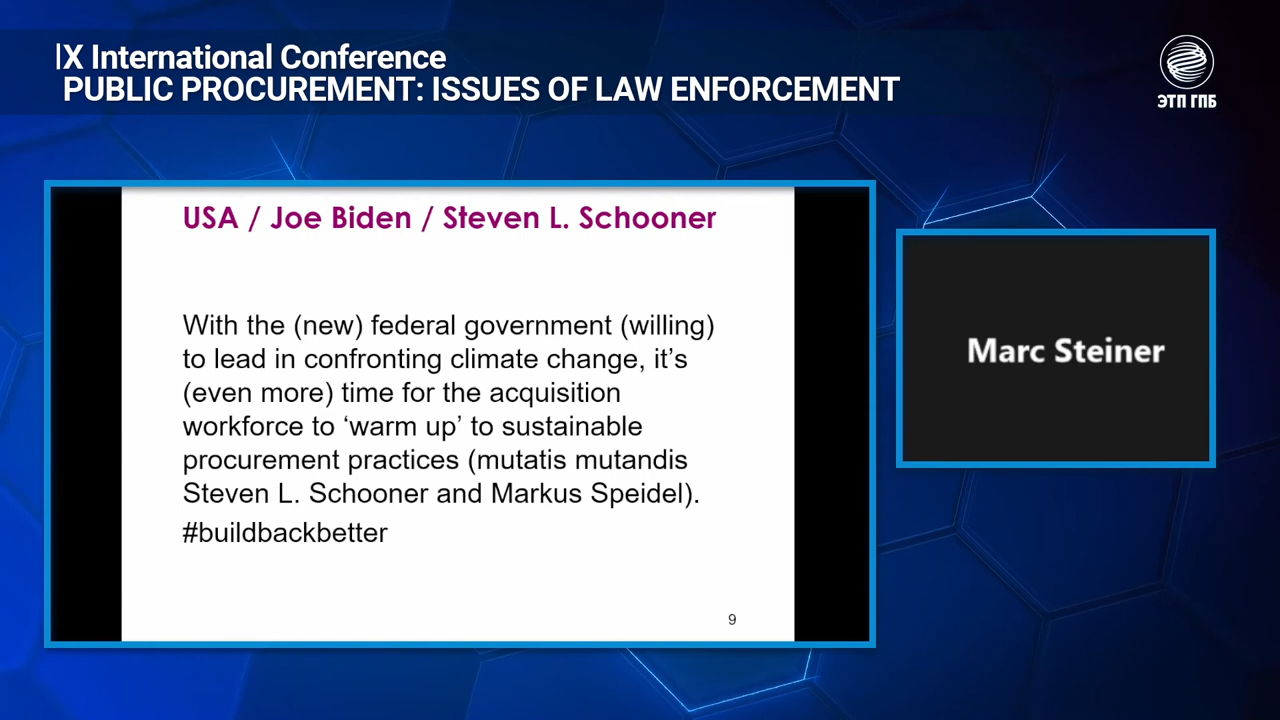 IX International Conference
PUBLIC PROCUREMENT: ISSUES OF LAW ENFORCEMENT
ЭТП ГПБ
USA / Joe Biden / Steven L. Schooner
With the (new) federal government (willing)
to lead in confronting climate change, it’s
(even more) time for the acquisition
workforce to ‘warm up’ to sustainable
procurement practices (mutatis mutandis
Steven L. Schooner and Markus Speidel).
#buildbackbetter
9
Marc Steiner